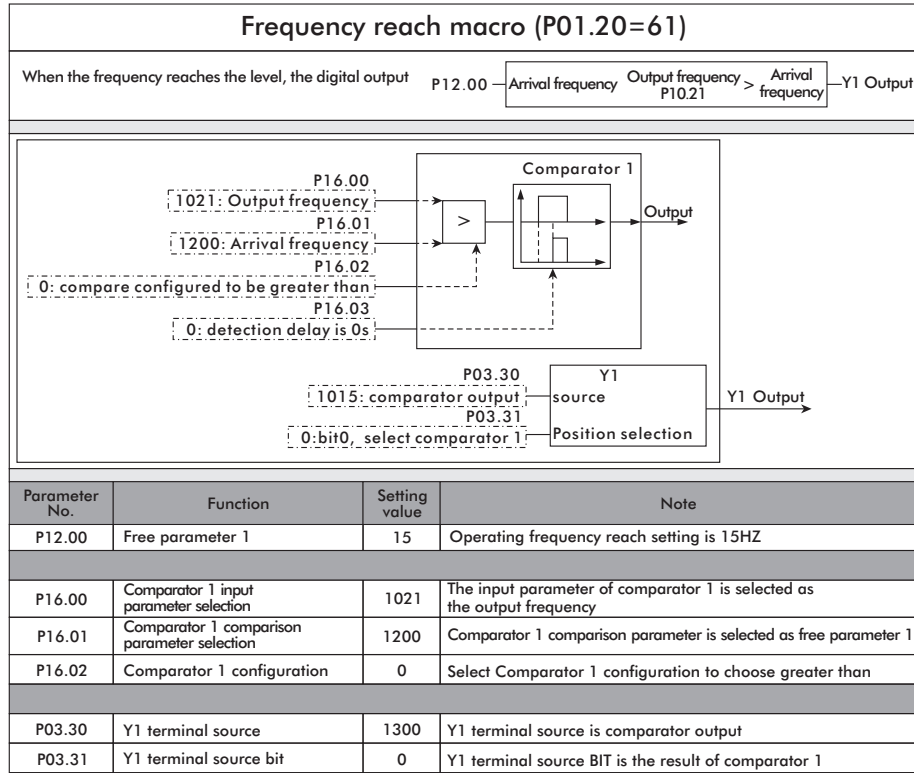 Frequency reach macro (P01.20=61)
When the frequency reaches the level, the digital output
P12.00
Arrival frequency
Output frequency
P10.21
>
Arrival
frequency
Y1 Output
Comparator 1
P16.00
1021: Output frequency
P16.01
1200: Arrival frequency
>
Output
P16.02
0: compare configured to be greater than
P16.03
0: detection delay is 0s
P03.30
1015: comparator output
P03.31
0:bit0, select comparator 1
Y1
source
Position selection
Y1 Output
Parameter No. Function Setting value Note
P12.00 Free parameter 1 15 Operating frequency reach setting is 15HZ
P16.00 Comparator 1 input parameter selection 1021 The input parameter of comparator 1 is selected as the output frequency
P16.01 Comparator 1 comparison parameter selection 1200 Comparator 1 comparison parameter is selected as free parameter 1
P16.02 Comparator 1 configuration 0 Select Comparator 1 configuration to choose greater than
P03.30 Y1 terminal source 1300 Y1 terminal source is comparator output
P03.31 Y1 terminal source bit 0 Y1 terminal source BIT is the result of comparator 1